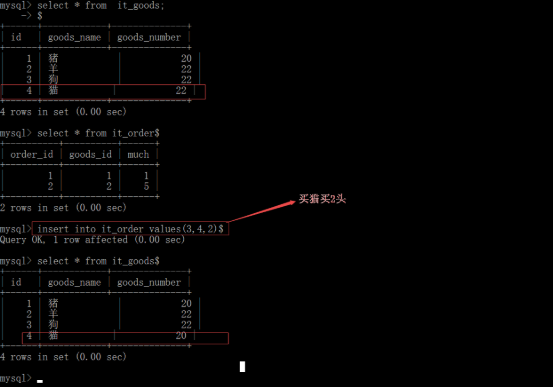 mysql> select * from  it_goods;
    -> $
| id | goods_name | goods_number |
| 1 | 猪 | 20 |
| 2 | 羊 | 22 |
| 3 | 狗 | 22 |
| 4 | 猫 | 22 |
4 rows in set (0.00 sec)
mysql> select * from it_order$
| order_id | goods_id | much |
| 1 | 1 | 1 |
| 2 | 2 | 5 |
2 rows in set (0.00 sec)
买猫买2头
mysql> insert into it_order values(3,4,2)$
Query OK, 1 row affected (0.00 sec)
mysql> select * from it_goods$
| id | goods_name | goods_number |
| 1 | 猪 | 20 |
| 2 | 羊 | 22 |
| 3 | 狗 | 22 |
| 4 | 猫 | 20 |
4 rows in set (0.00 sec)
mysql>